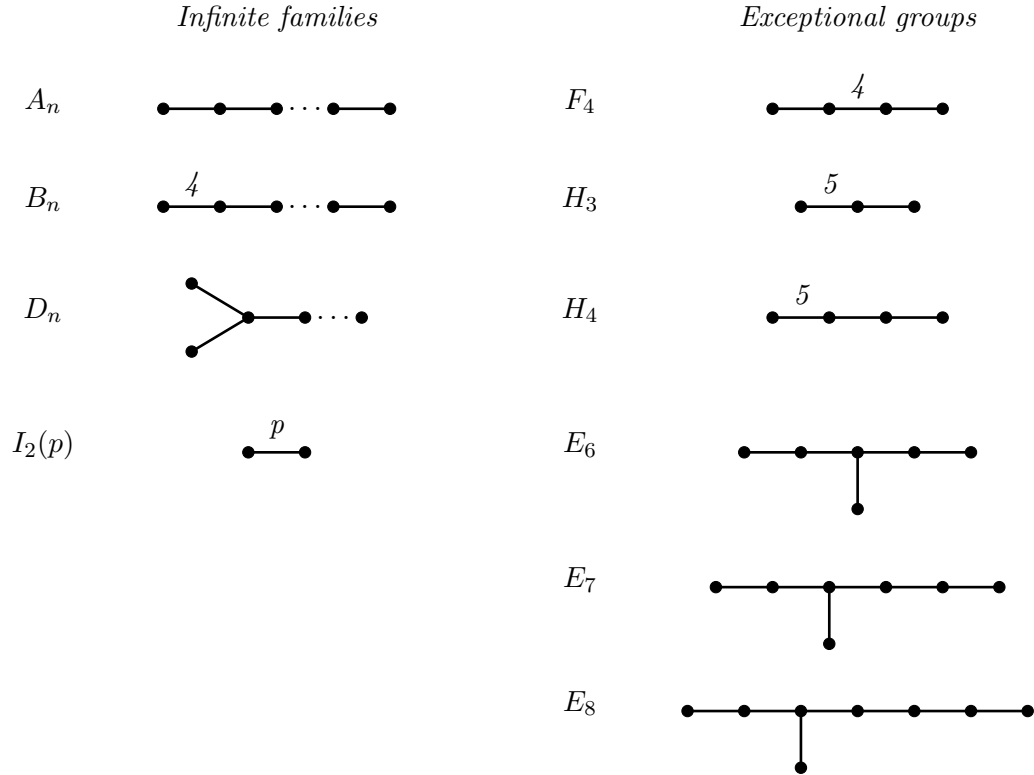 Infinite families
A_n
B_n
4
D_n
I_2(p)
p
Exceptional groups
F_4
4
H_3
5
H_4
5
E_6
E_7
E_8